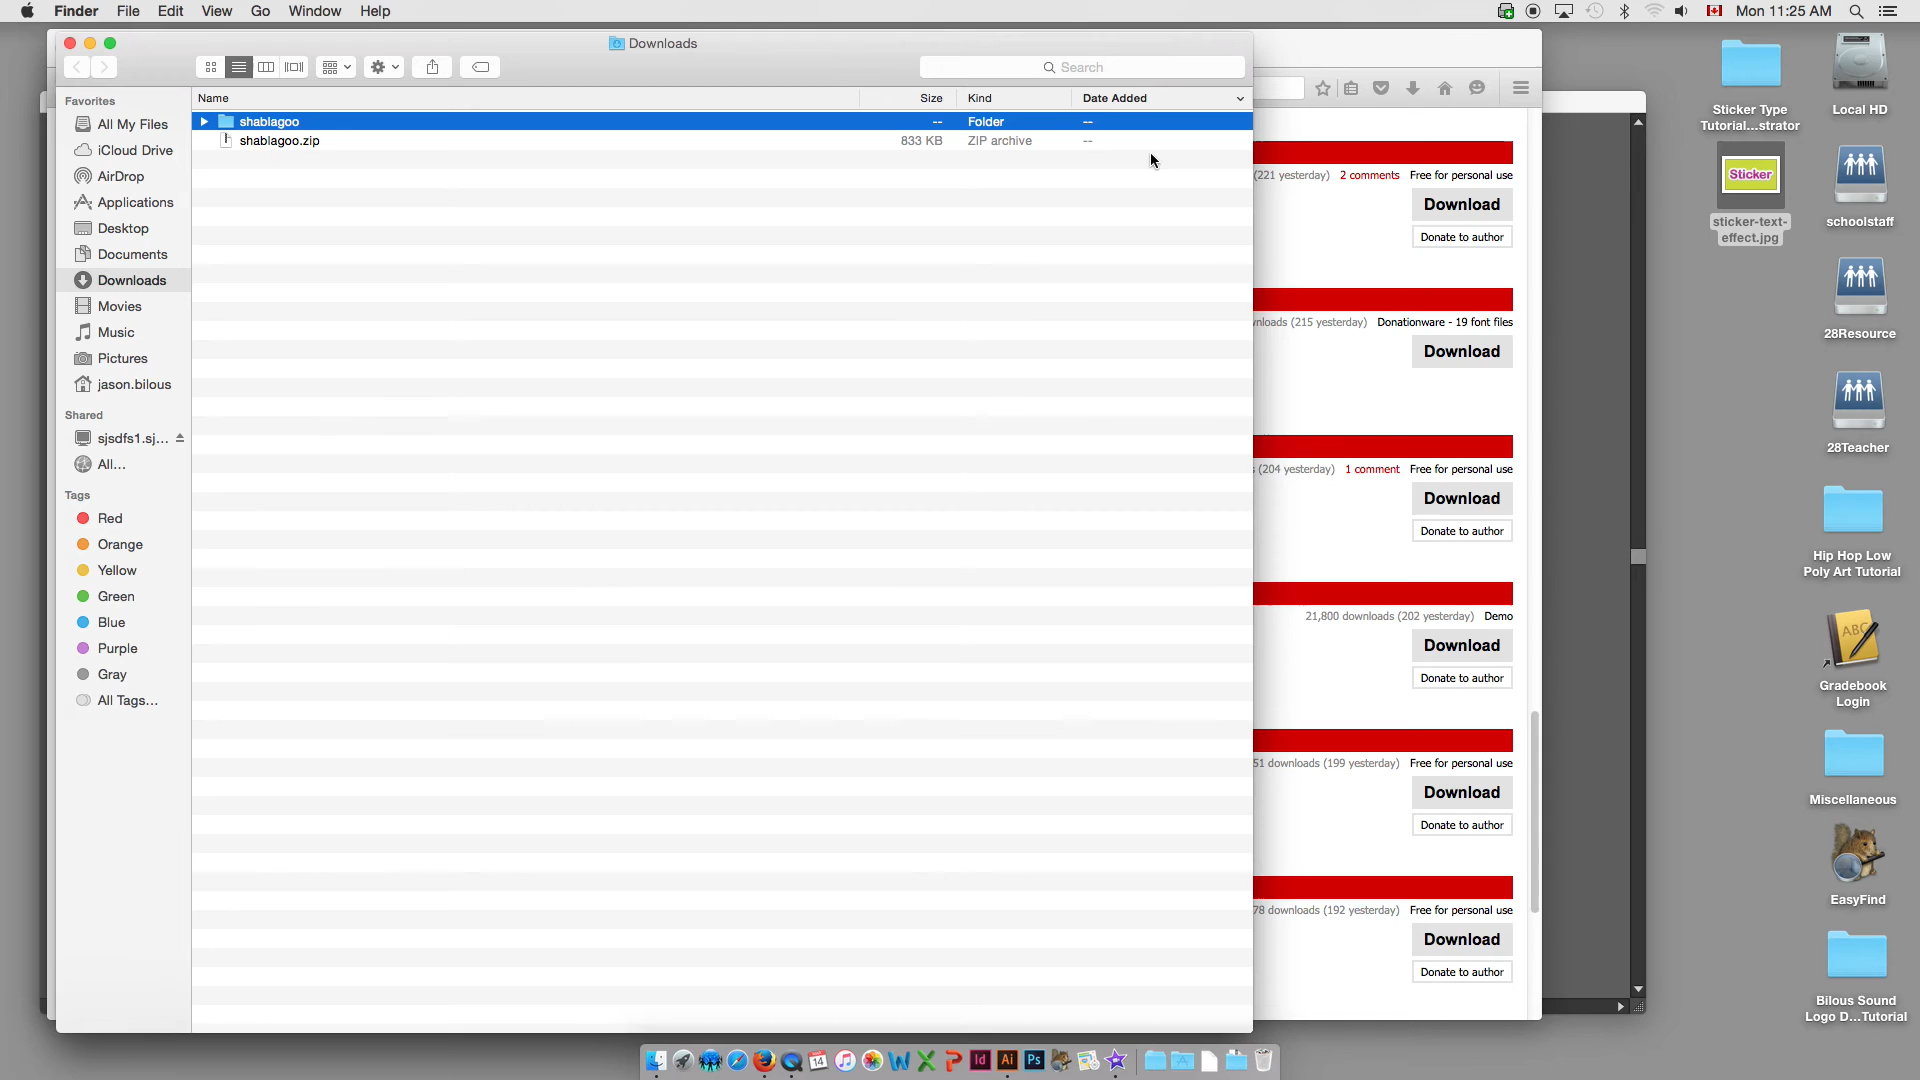 Finder File Edit View Go Window Help
Mon 11:25 AM
Downloads
Search
Favorites
All My Files
iCloud Drive
AirDrop
Applications
Desktop
Documents
Downloads
Movies
Music
Pictures
jason.bilous
Shared
sjsdfs1.sj...
All...
Tags
Red
Orange
Yellow
Green
Blue
Purple
Gray
All Tags...
Name Size Kind Date Added
shablagoo -- Folder --
shablagoo.zip 833 KB ZIP archive --
(221 yesterday) 2 comments Free for personal use
Download
Donate to author
(215 yesterday) Donationware - 19 font files
Download
(204 yesterday) 1 comment Free for personal use
Download
Donate to author
21,800 downloads (202 yesterday) Demo
Download
Donate to author
51 downloads (199 yesterday) Free for personal use
Download
Donate to author
78 downloads (192 yesterday) Free for personal use
Download
Donate to author
Sticker Type
Tutorial...strator
Sticker
sticker-text-
effect.jpg
Local HD
schoolstaff
28Resource
28Teacher
Hip Hop Low
Poly Art Tutorial
ABC
Gradebook
Login
Miscellaneous
EasyFind
Bilous Sound
Logo D...Tutorial
14
Id
Ai
Ps